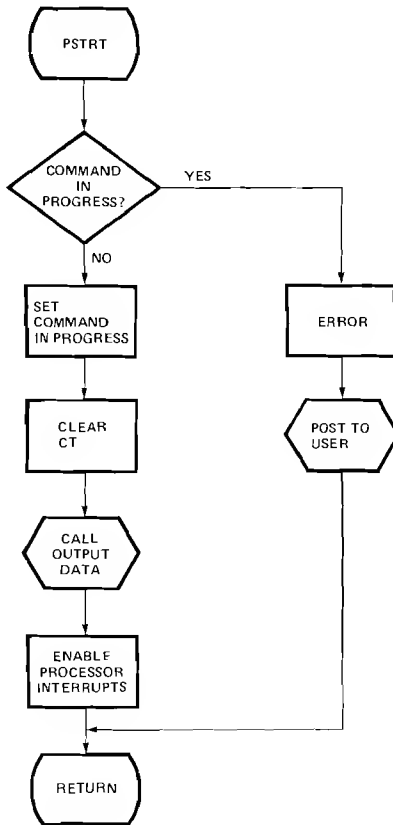 PSTRT
COMMAND
IN
PROGRESS?
YES
NO
SET
COMMAND
IN PROGRESS
ERROR
CLEAR
CT
POST TO
USER
CALL
OUTPUT
DATA
ENABLE
PROCESSOR
INTERRUPTS
RETURN